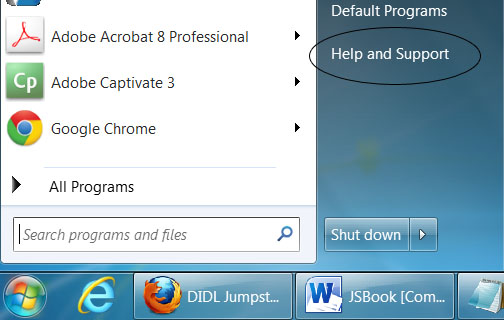 Default Programs
Adobe Acrobat 8 Professional
Help and Support
Cp
Adobe Captivate 3
Google Chrome
All Programs
Search programs and files
Shut down
DIDL Jumpst...
W
JSBook [Com...